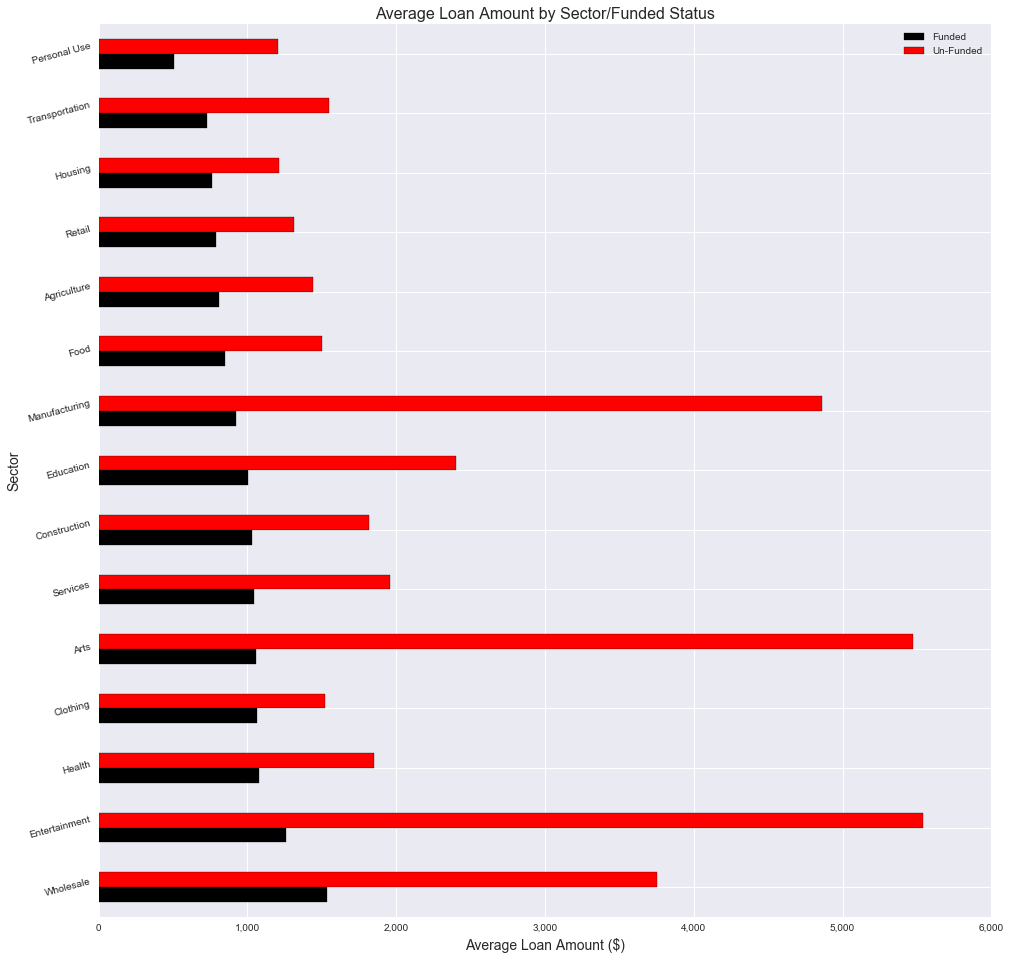 Average Loan Amount by Sector/Funded Status
Funded
Un-Funded
Personal Use
Transportation
Housing
Retail
Agriculture
Food
Manufacturing
Education
Construction
Services
Arts
Clothing
Health
Entertainment
Wholesale
Sector
0 1,000 2,000 3,000 4,000 5,000 6,000
Average Loan Amount ($)